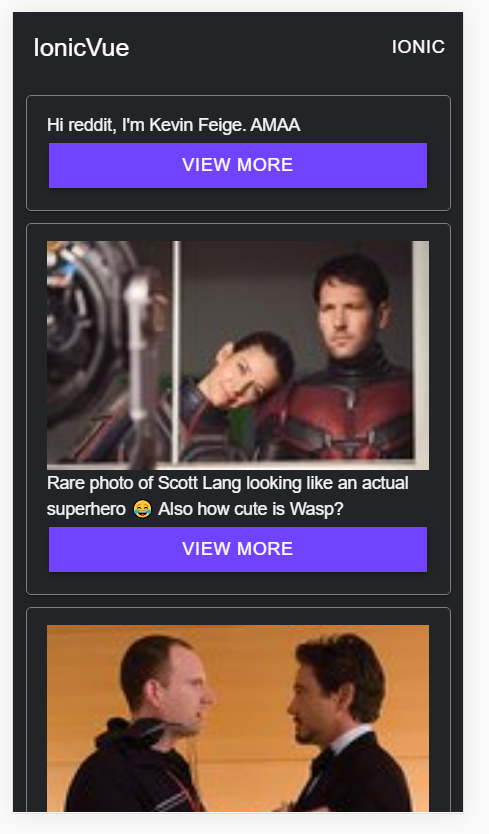 IonicVue
IONIC
Hi reddit, I'm Kevin Feige. AMAA
VIEW MORE
Rare photo of Scott Lang looking like an actual
superhero 😂 Also how cute is Wasp?
VIEW MORE